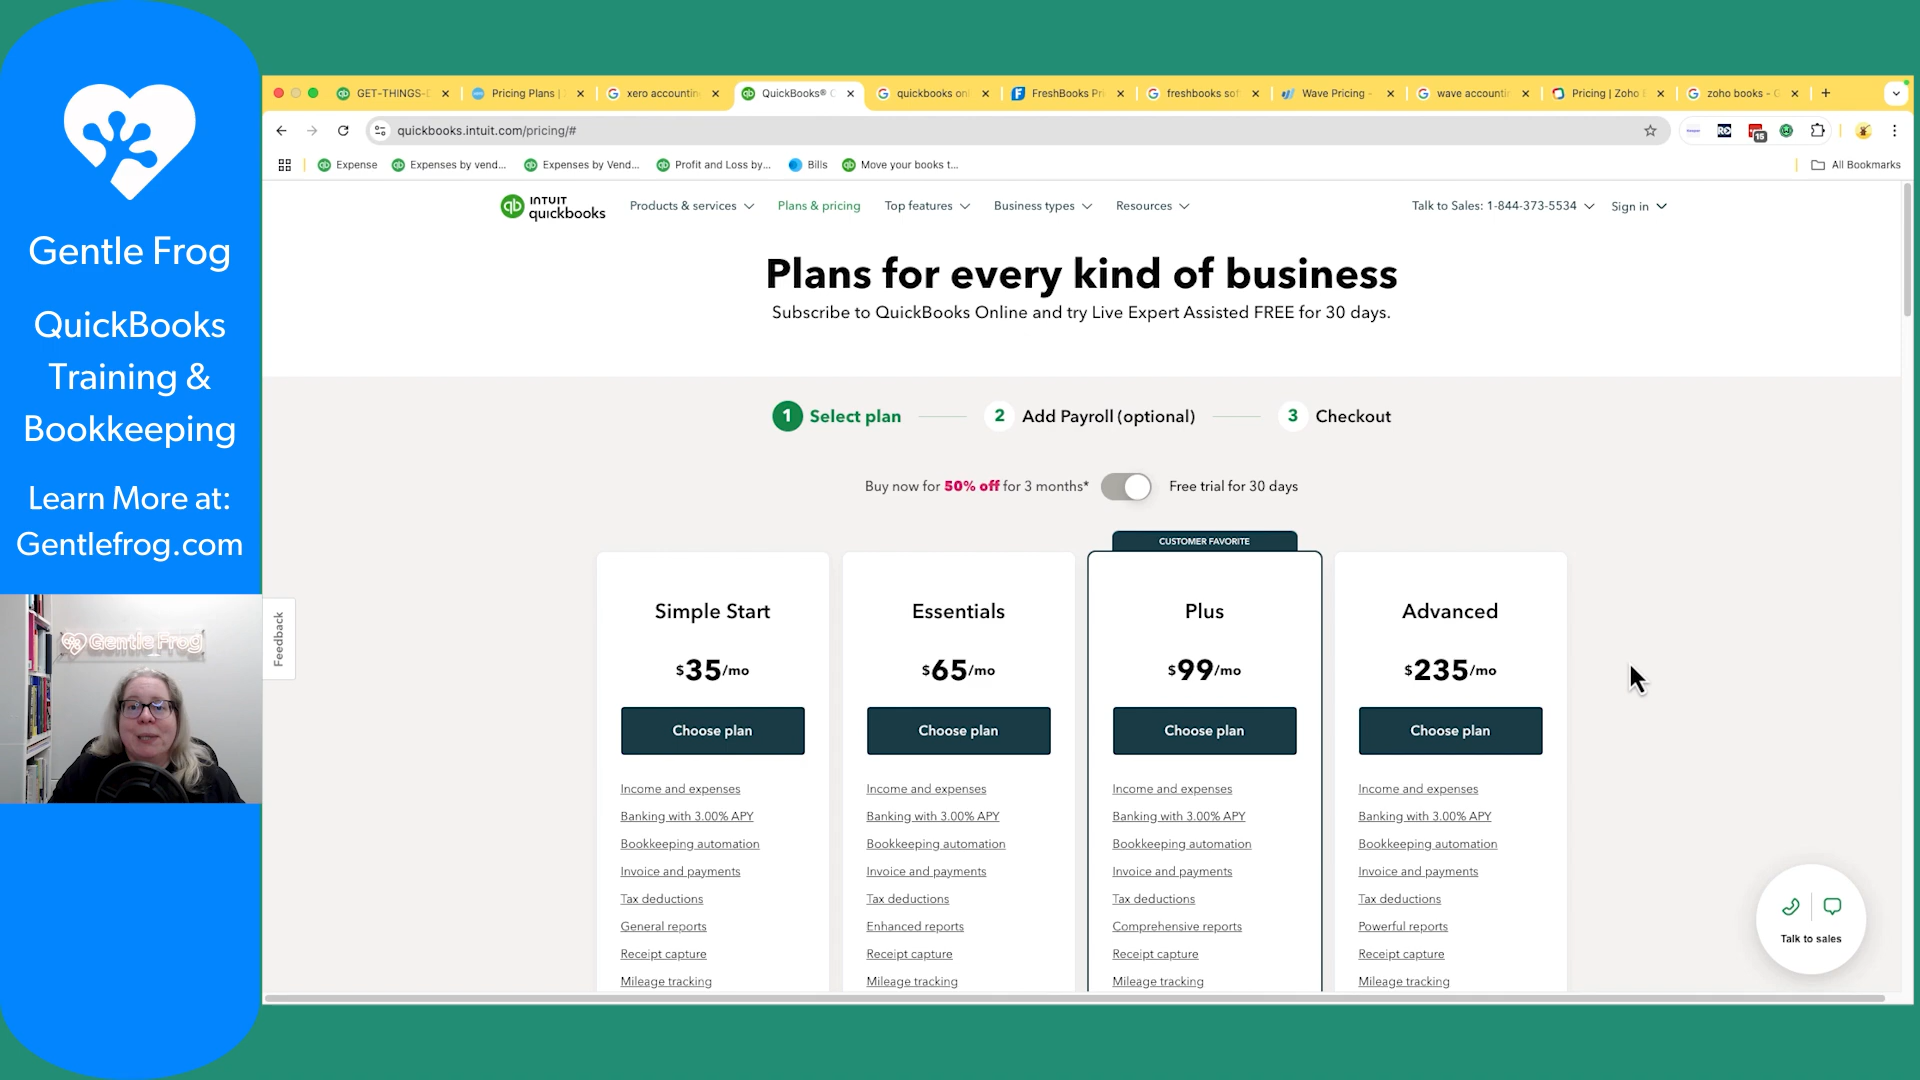 Gentle Frog
QuickBooks
Training &
Bookkeeping
Learn More at:
Gentlefrog.com
Gentle Frog
GET-THINGS-D
Pricing Plans |
xero accountin
QuickBooks®
quickbooks onl
FreshBooks Pri
freshbooks sof
Wave Pricing -
wave accountin
Pricing | Zoho
zoho books - G
quickbooks.intuit.com/pricing/#
15
Expense
Expenses by vend...
Expenses by Vend...
Profit and Loss by...
Bills
Move your books t...
All Bookmarks
qb INTUIT quickbooks
Products & services
Plans & pricing
Top features
Business types
Resources
Talk to Sales: 1-844-373-5534
Sign in
Plans for every kind of business
Subscribe to QuickBooks Online and try Live Expert Assisted FREE for 30 days.
1 Select plan
2 Add Payroll (optional)
3 Checkout
Buy now for 50% off for 3 months*
Free trial for 30 days
Feedback
Simple Start
$35/mo
Choose plan
Income and expenses
Banking with 3.00% APY
Bookkeeping automation
Invoice and payments
Tax deductions
General reports
Receipt capture
Mileage tracking
Essentials
$65/mo
Choose plan
Income and expenses
Banking with 3.00% APY
Bookkeeping automation
Invoice and payments
Tax deductions
Enhanced reports
Receipt capture
Mileage tracking
CUSTOMER FAVORITE
Plus
$99/mo
Choose plan
Income and expenses
Banking with 3.00% APY
Bookkeeping automation
Invoice and payments
Tax deductions
Comprehensive reports
Receipt capture
Mileage tracking
Advanced
$235/mo
Choose plan
Income and expenses
Banking with 3.00% APY
Bookkeeping automation
Invoice and payments
Tax deductions
Powerful reports
Receipt capture
Mileage tracking
Talk to sales